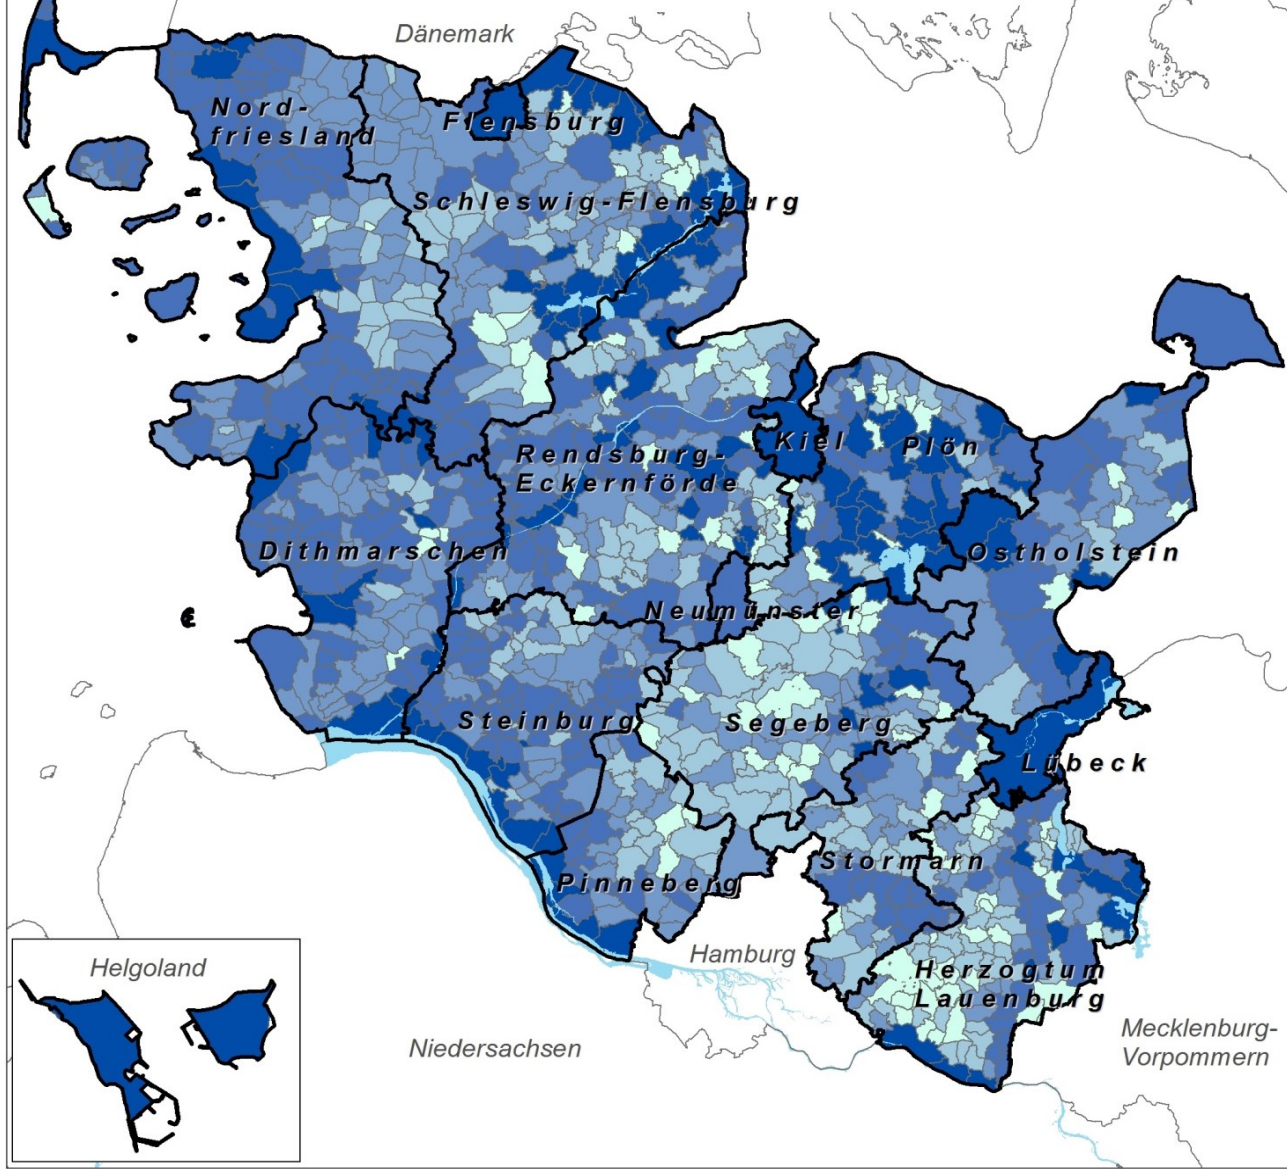 Dänemark
Nord-
friesland
Flensburg
Schleswig-Flensburg
Kiel
Plön
Rendsburg-
Eckernförde
Dithmarschen
Ostholstein
Neumünster
Steinburg
Segeberg
Lübeck
Stormarn
Pinneberg
Hamburg
Helgoland
Herzogtum
Lauenburg
Mecklenburg-
Vorpommern
Niedersachsen